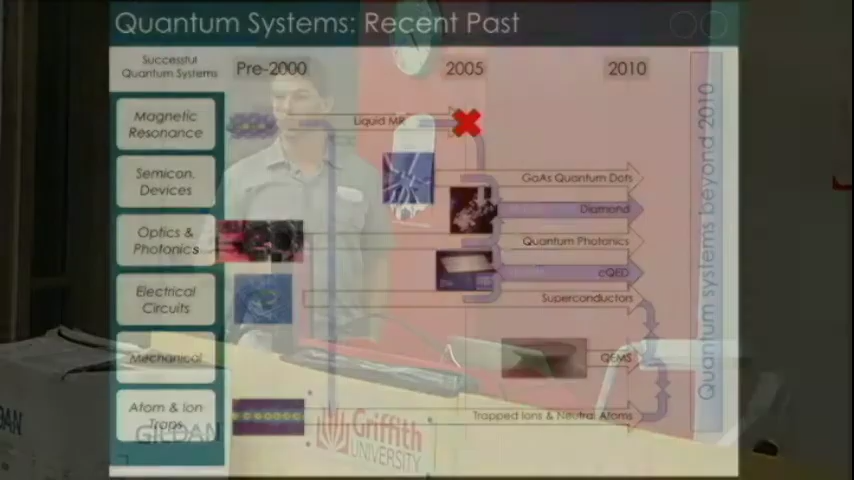 Quantum Systems: Recent Past
Successful
Quantum Systems
Pre-2000
2005
2010
Magnetic
Resonance
Liquid MR
Semicon.
Devices
GaAs Quantum Dots
Diamond
Optics &
Photonics
Quantum Photonics
cQED
Electrical
Circuits
Superconductors
Mechanical
QEMS
Atom & Ion
Traps
Trapped Ions & Neutral Atoms
Quantum systems beyond 2010
GILDAN
DAN
Griffith
UNIVERSITY